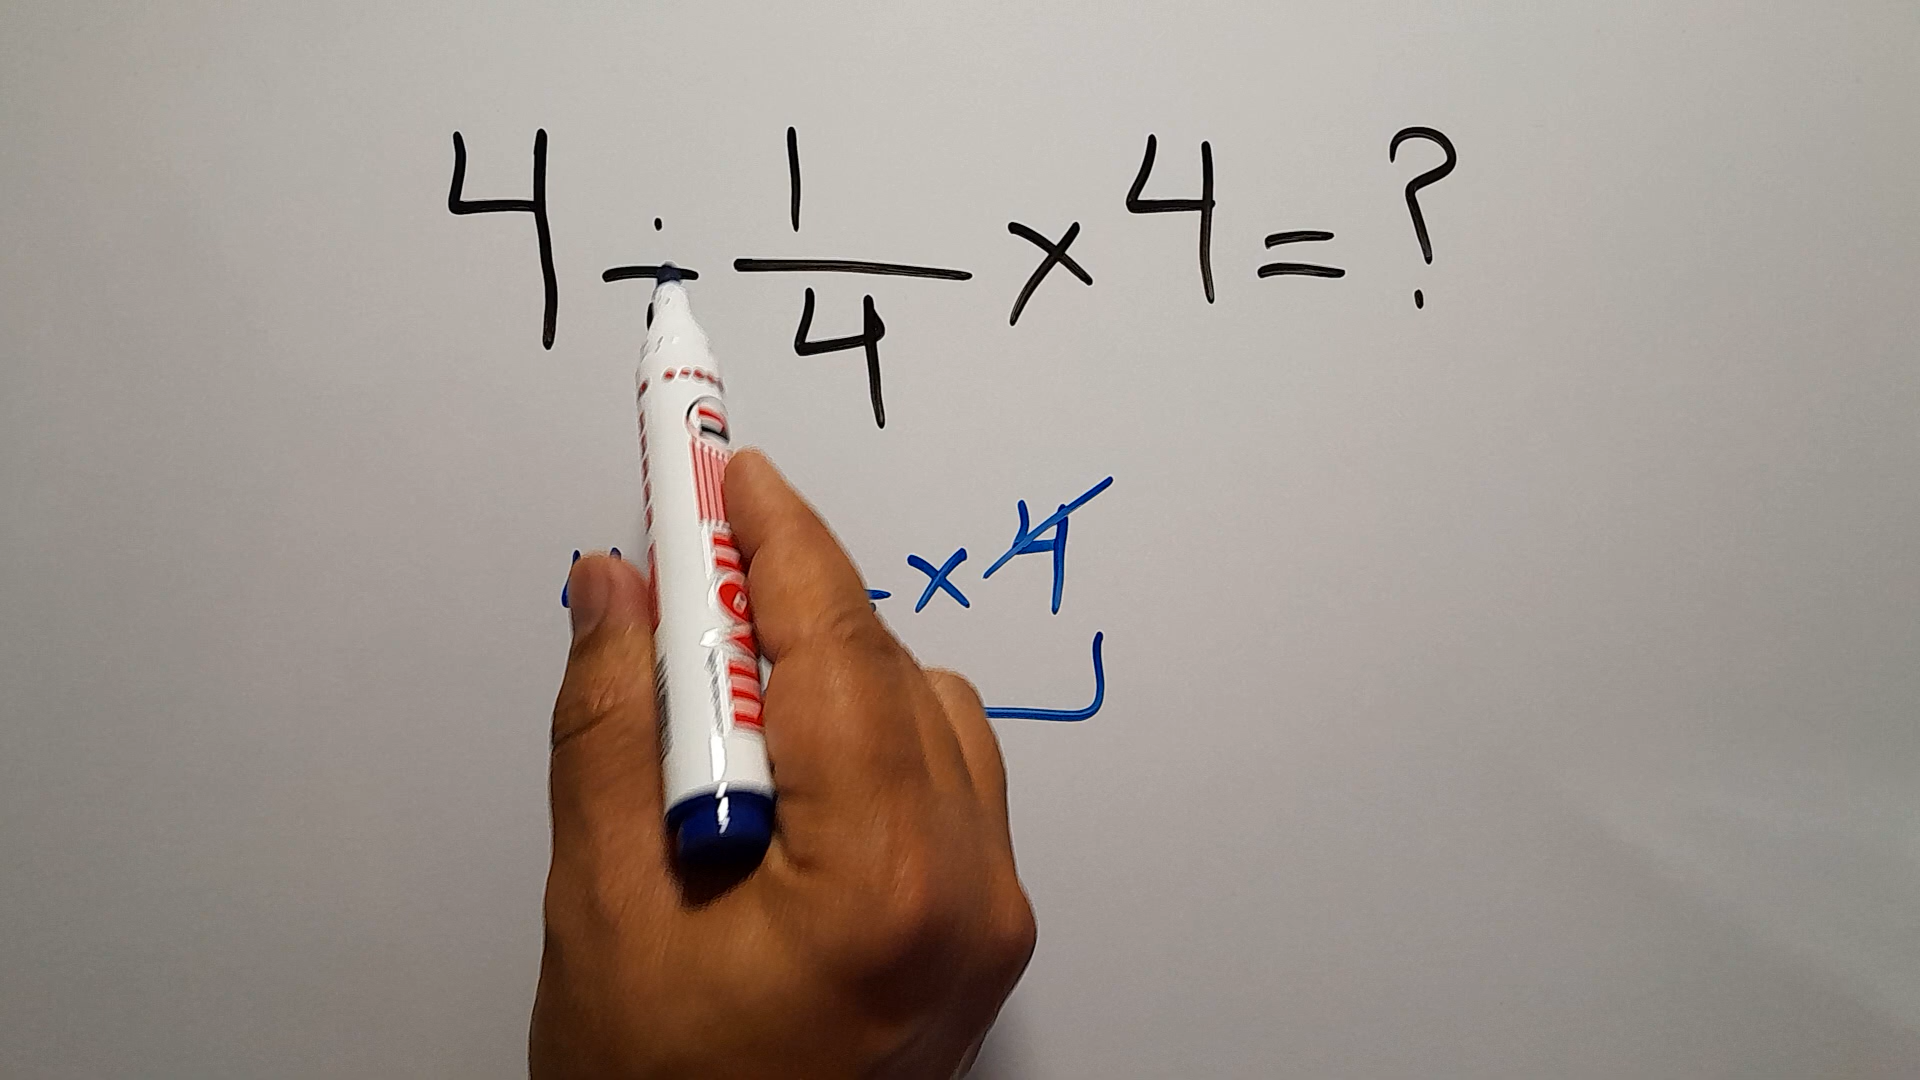 4 ÷ 1/4 × 4 = ?
× 4